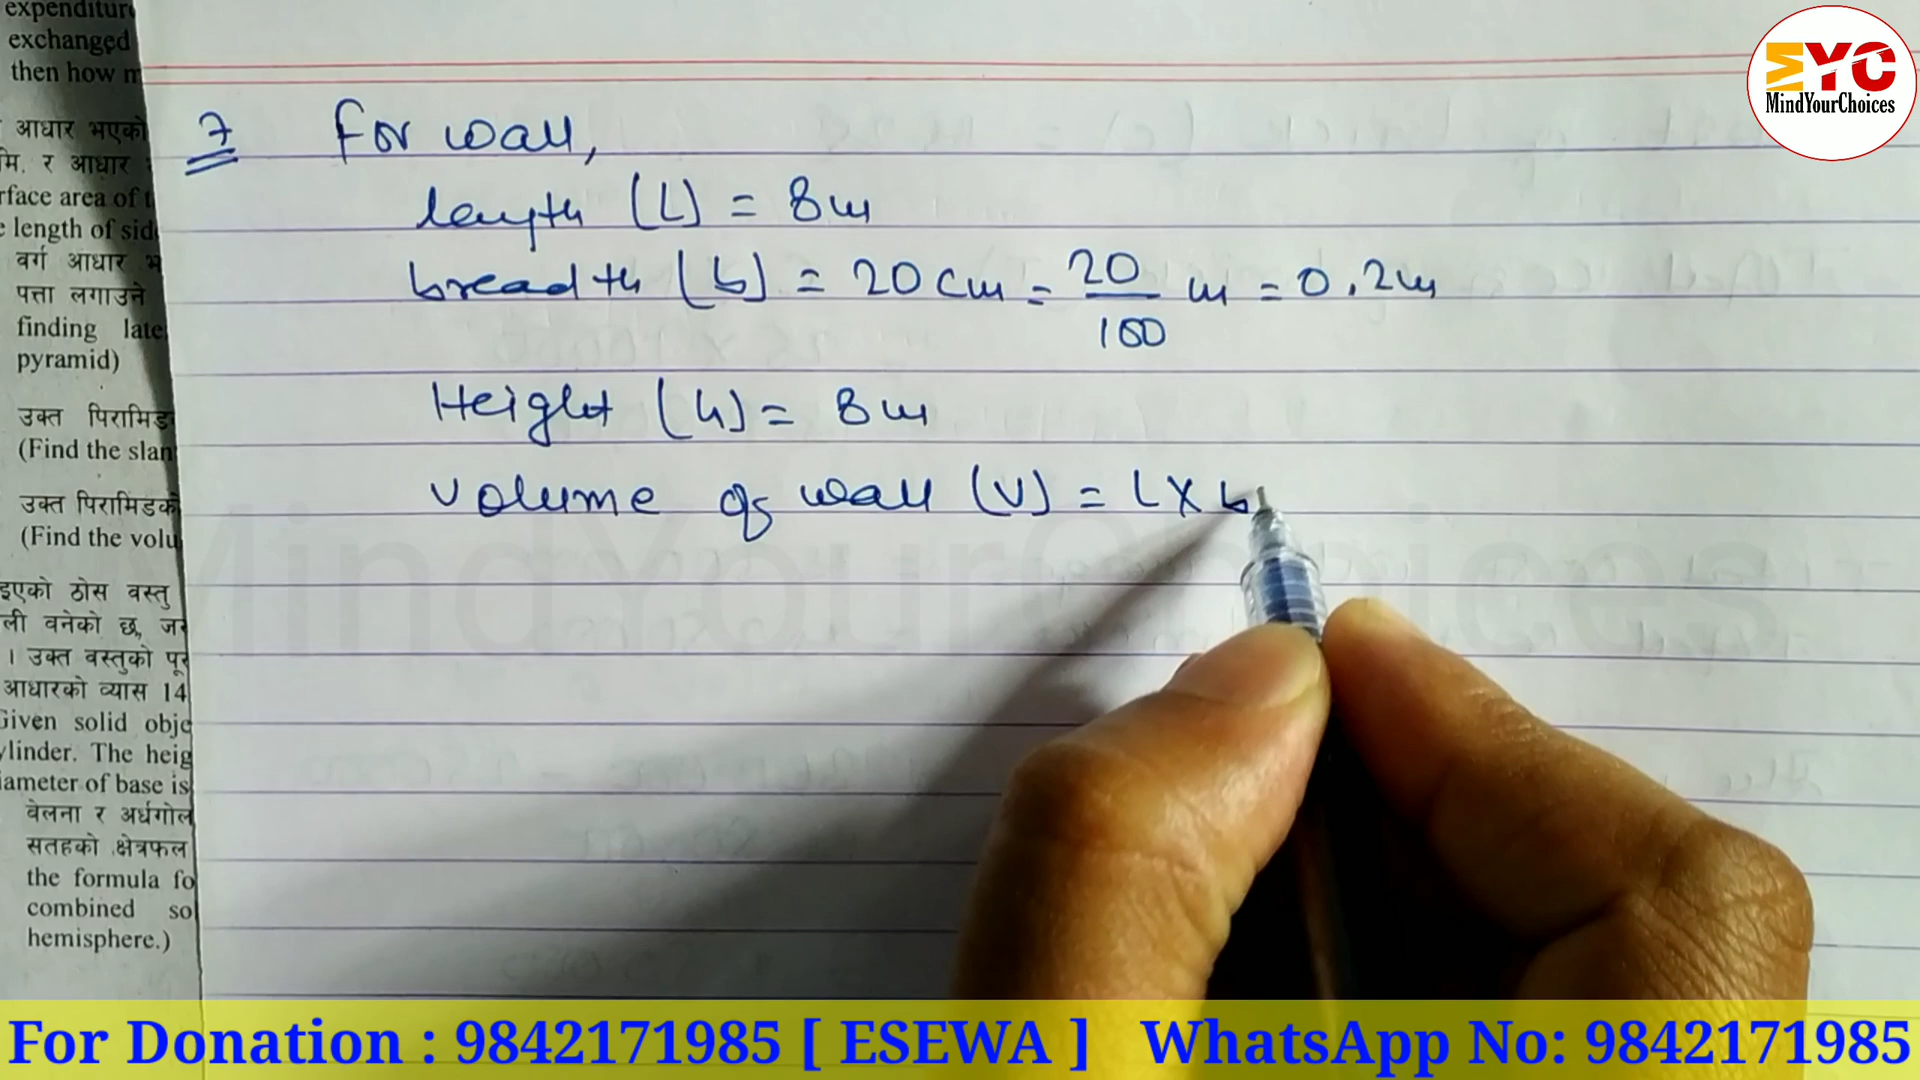 expenditur
exchanged
then how m
आधार भएको
मि. र आधार
rface area of t
e length of sid
वर्ग आधार भ
पत्ता लगाउने
finding late
pyramid)
उक्त पिरामिड
(Find the slan
उक्त पिरामिडको
(Find the volu
इएको ठोस वस्तु
ली बनेको छ, ज
। उक्त वस्तुको पूर
आधारको व्यास 14
Given solid obje
ylinder. The heig
iameter of base is
बेलना र अर्धगोल
सतहको क्षेत्रफल
the formula fo
combined so
hemisphere.)
7 For wall,
length (L) = 8m
breadth (b) = 20 cm = 20/100 m = 0.2m
Height (h) = 8m
volume of wall (V) = L X b
MYC
MindYourChoices
MindYourChoices
For Donation : 9842171985 [ ESEWA ] WhatsApp No: 9842171985